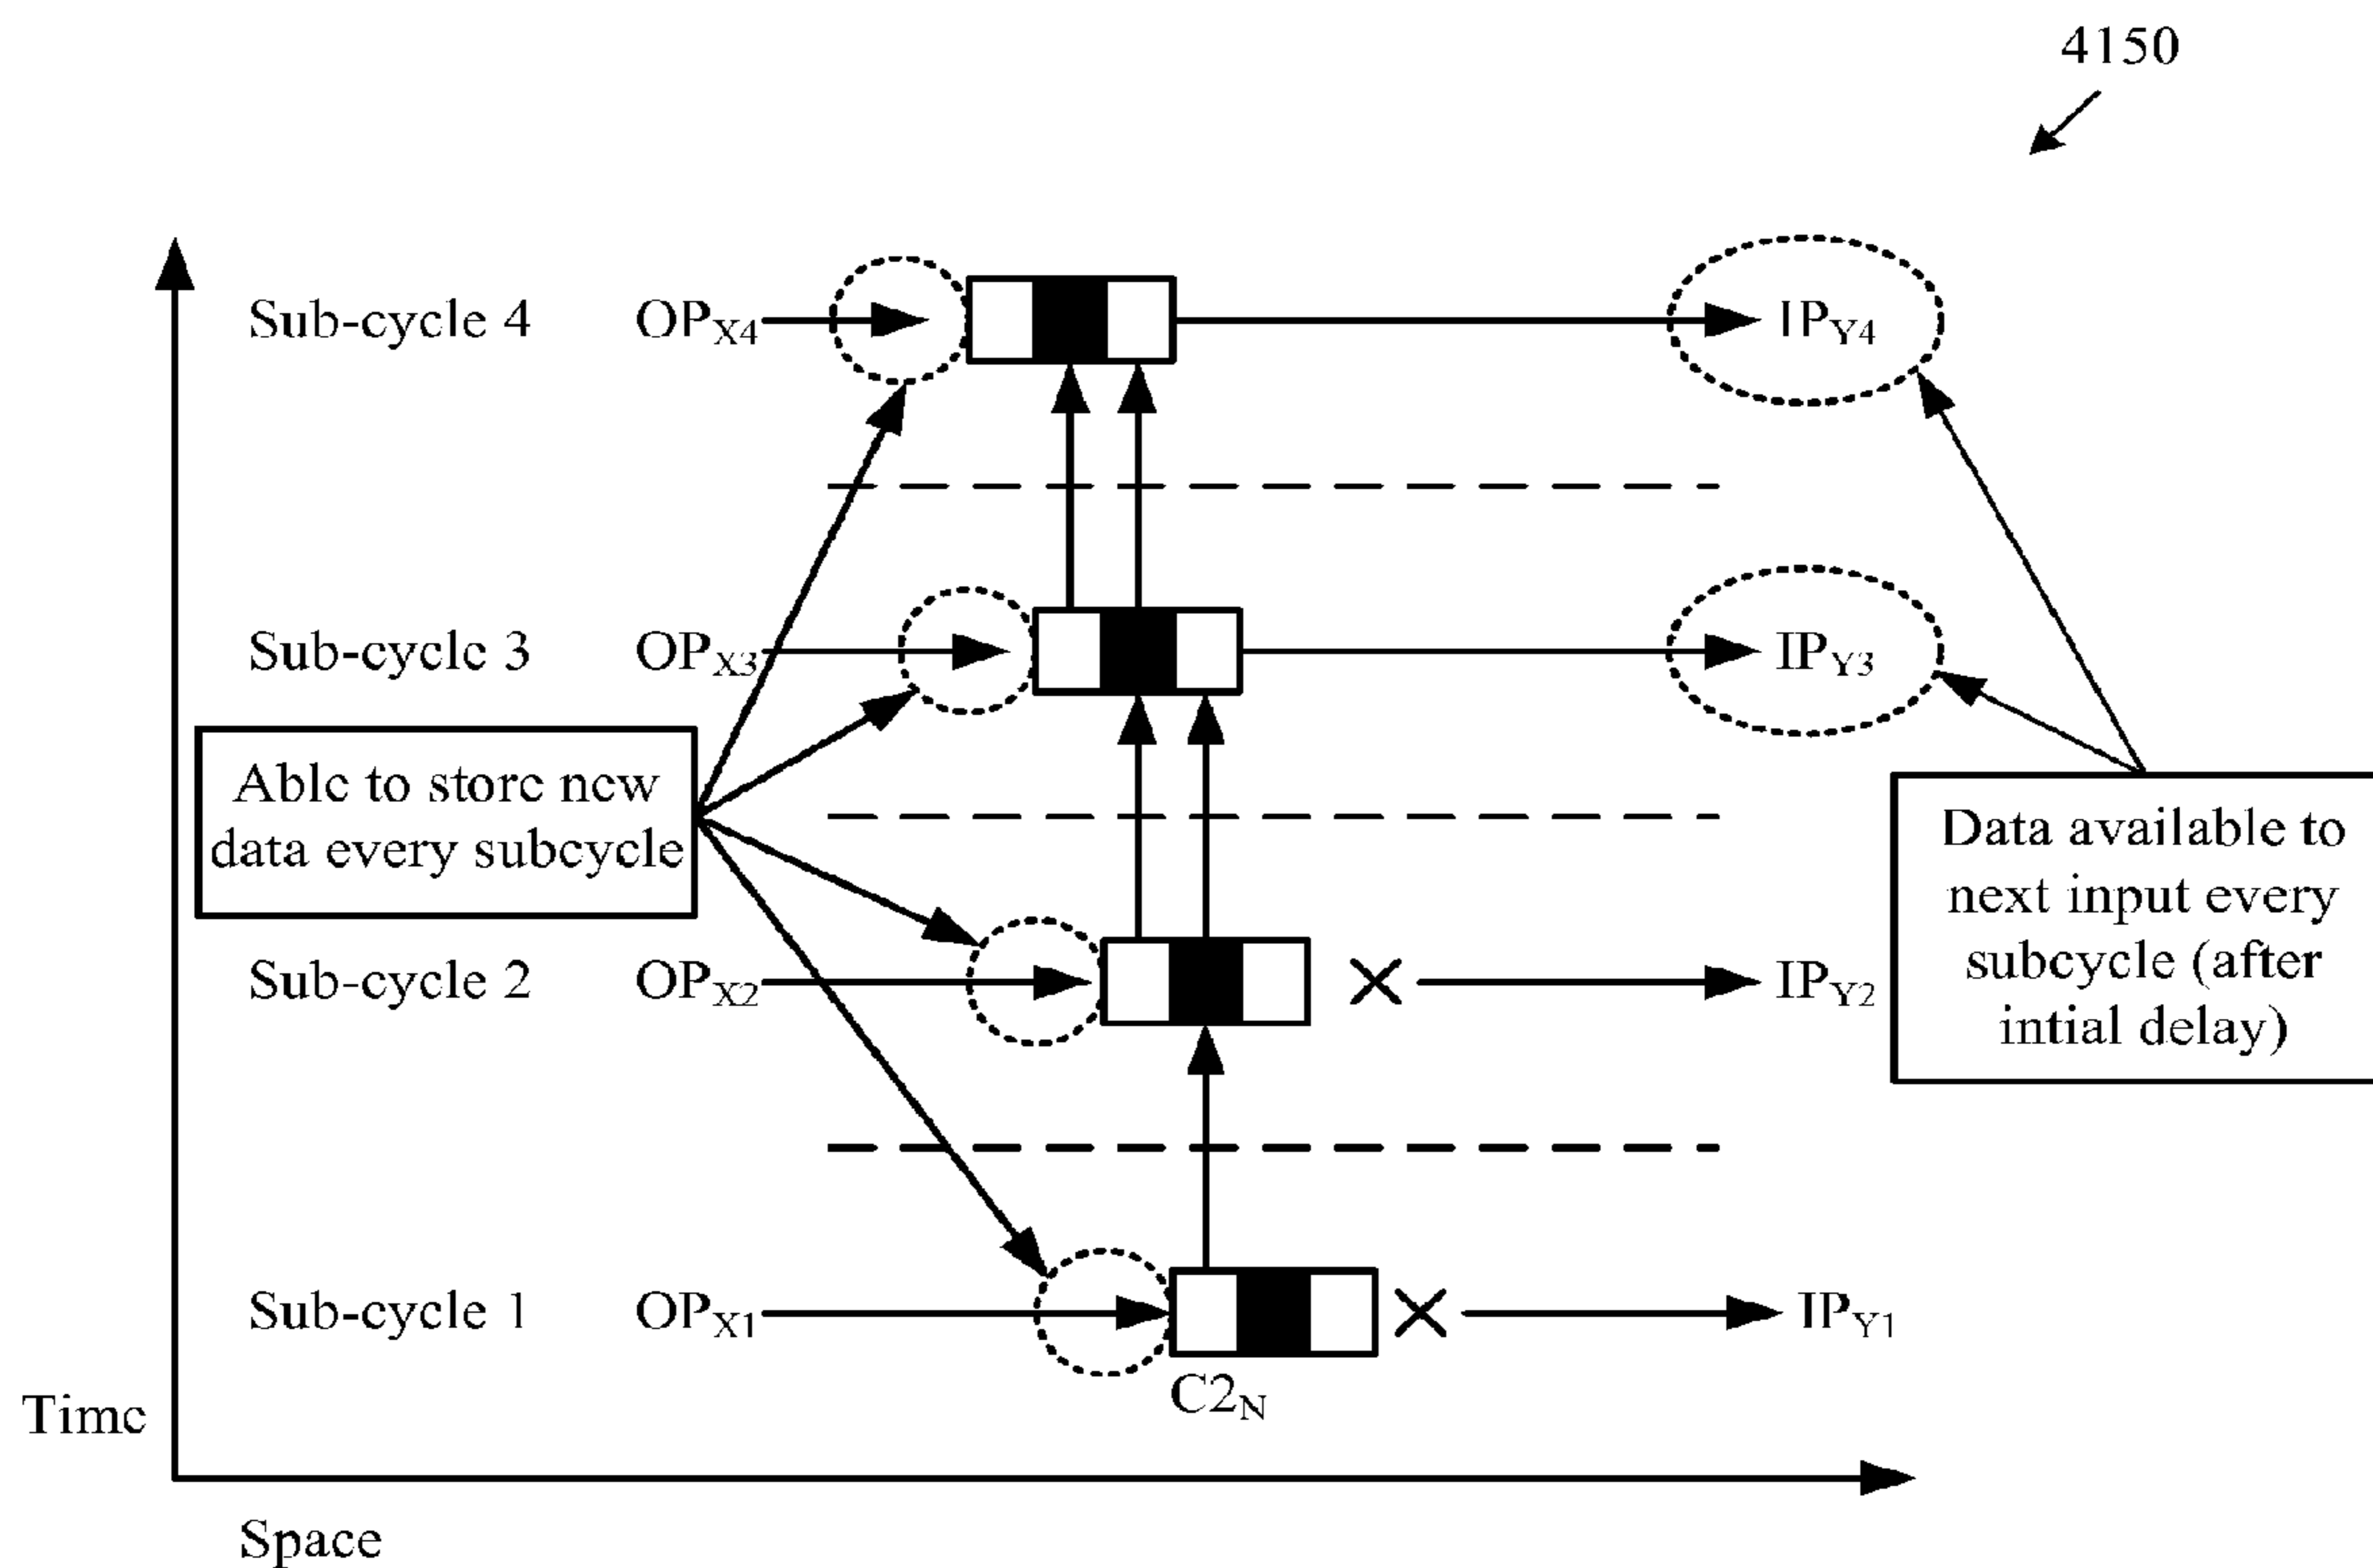 4150
Sub-cycle 4 OPX4 IPY4
Sub-cycle 3 OPX3 IPY3
Able to store new
data every subcycle
Data available to
next input every
subcycle (after
intial delay)
Sub-cycle 2 OPX2 IPY2
Sub-cycle 1 OPX1 IPY1
C2N
Time
Space